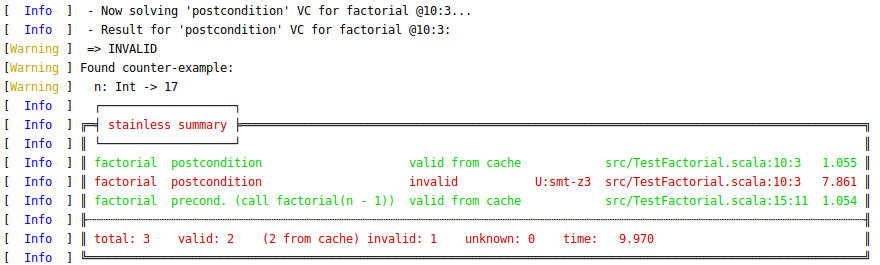 [  Info  ]  - Now solving 'postcondition' VC for factorial @10:3...
[  Info  ]  - Result for 'postcondition' VC for factorial @10:3:
[Warning ]  => INVALID
[Warning ] Found counter-example:
[Warning ]   n: Int -> 17
[  Info  ]
[  Info  ] stainless summary
[  Info  ]
[  Info  ] factorial  postcondition                     valid from cache            src/TestFactorial.scala:10:3   1.055
[  Info  ] factorial  postcondition                     invalid           U:smt-z3  src/TestFactorial.scala:10:3   7.861
[  Info  ] factorial  precond. (call factorial(n - 1))  valid from cache            src/TestFactorial.scala:15:11  1.054
[  Info  ]
[  Info  ] total: 3    valid: 2    (2 from cache) invalid: 1    unknown: 0    time:   9.970
[  Info  ]